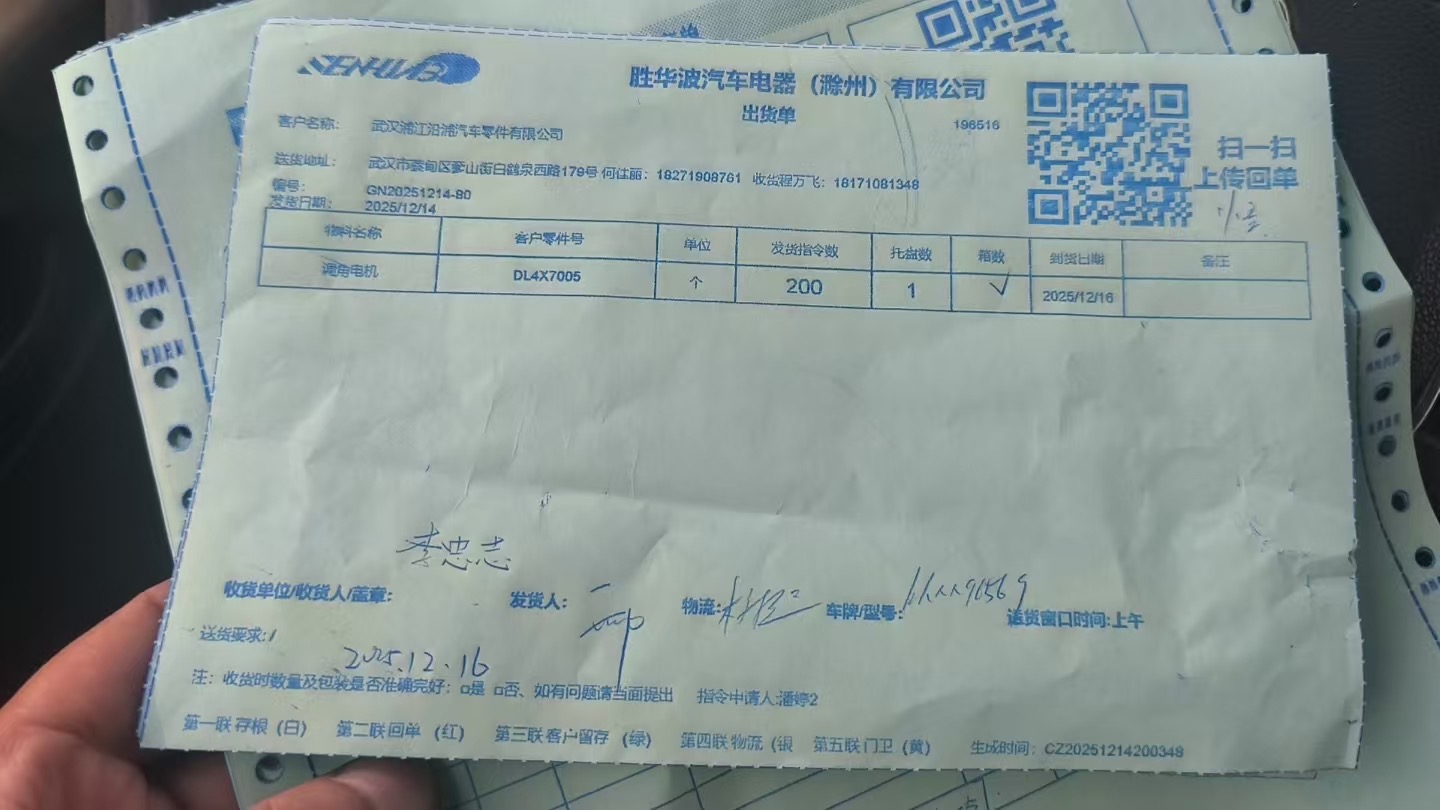 胜华波汽车电器（滁州）有限公司
出货单
196516
扫一扫
上传回单
客户名称: 武汉浦江沿浦汽车零件有限公司
送货地址: 武汉市蔡甸区奓山街白鹤泉西路179号 何佳丽: 18271908761 收货程万飞: 18171081348
编号: GN20251214-80
发货日期: 2025/12/14
物料名称 客户零件号 单位 发货指令数 托盘数 箱数 到货日期 备注
调角电机 DL4X7005 个 200 1 ✓ 2025/12/16
李忠志
收货单位/收货人/盖章: 发货人: 物流: 车牌/型号: 送货窗口时间:上午
送货要求:/
2025.12.16
注: 收货时数量及包装是否准确完好: □是 □否、如有问题请当面提出 指令申请人:潘婷2
第一联存根（白） 第二联回单（红） 第三联客户留存（绿） 第四联物流（银 第五联门卫（黄） 生成时间: CZ20251214200348